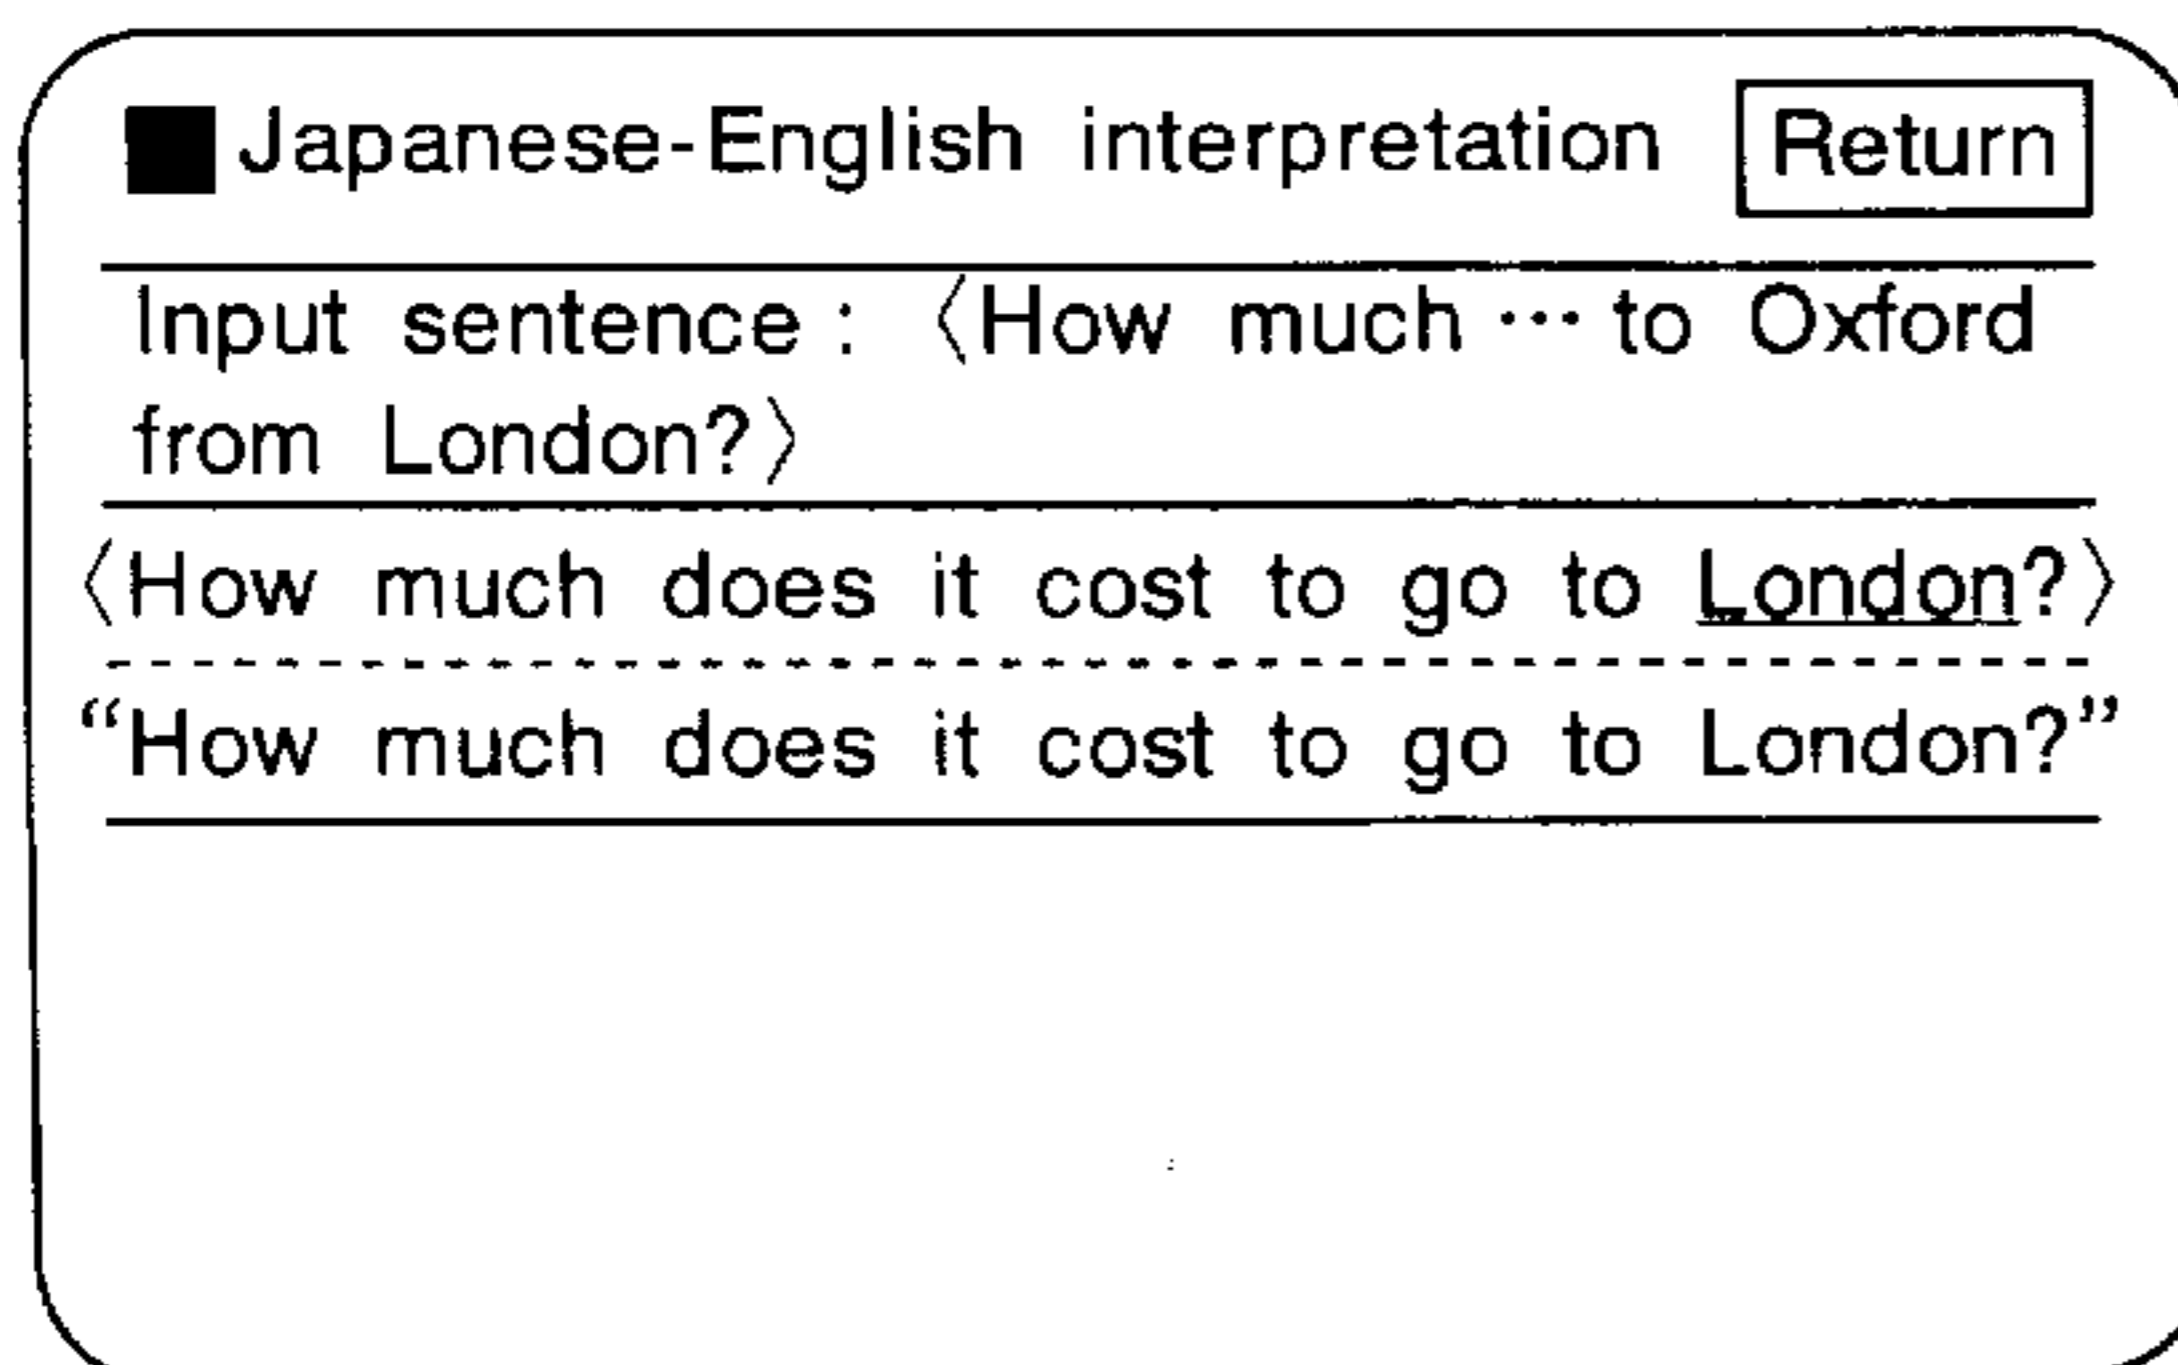 ■Japanese-English interpretation Return
Input sentence : 〈How much ··· to Oxford
from London?〉
〈How much does it cost to go to London?〉
“How much does it cost to go to London?”